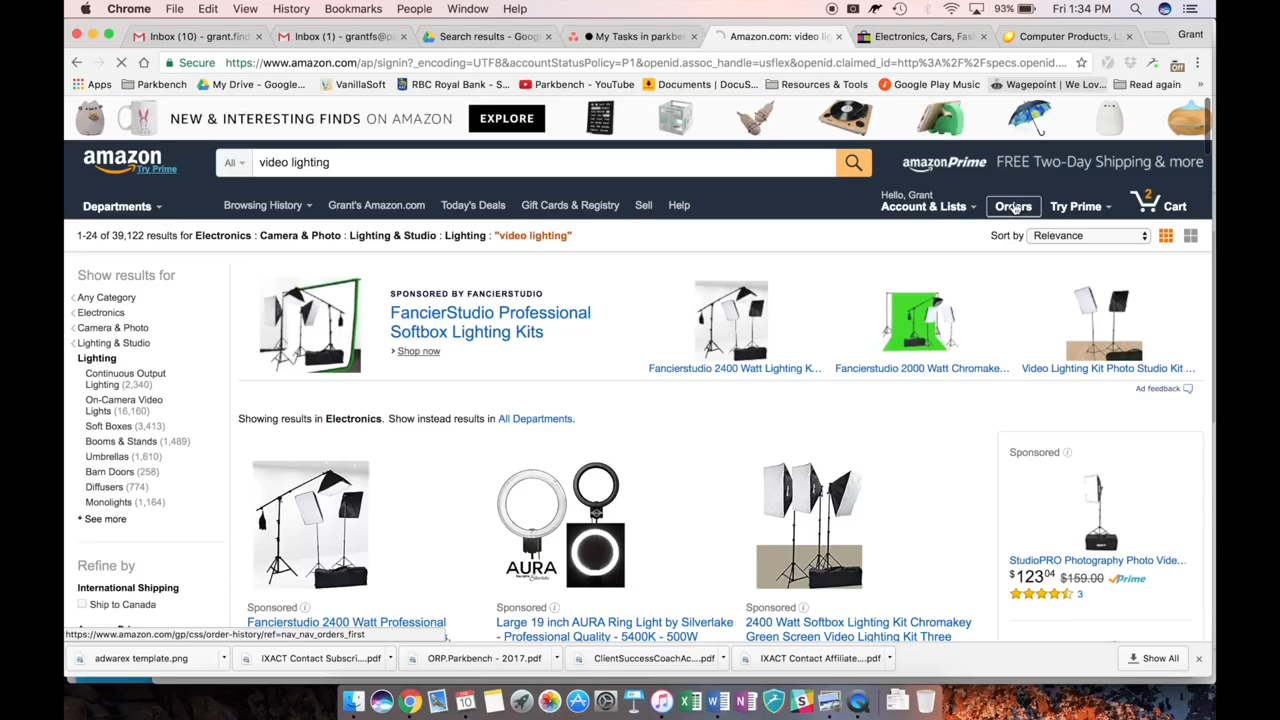 Chrome File Edit View History Bookmarks People Window Help 93% Fri 1:34 PM
Inbox (10) - grant.find Inbox (1) - grantfs@p Search results - Goog My Tasks in parkbe Amazon.com: video lig Electronics, Cars, Fas Computer Products, L Grant
Secure https://www.amazon.com/ap/signin?_encoding=UTF8&accountStatusPolicy=P1&openid.assoc_handle=usflex&openid.claimed_id=http%3A%2F%2Fspecs.openid.… Off
Apps Parkbench My Drive - Google... VanillaSoft RBC Royal Bank - S... Parkbench - YouTube Documents | DocuS... Resources & Tools Google Play Music Wagepoint | We Lov... Read again
NEW & INTERESTING FINDS ON AMAZON EXPLORE
amazon Try Prime All video lighting amazonPrime FREE Two-Day Shipping & more
Departments Browsing History Grant's Amazon.com Today's Deals Gift Cards & Registry Sell Help Hello, Grant Account & Lists Orders Try Prime 2 Cart
1-24 of 39,122 results for Electronics : Camera & Photo : Lighting & Studio : Lighting : "video lighting" Sort by Relevance
Show results for
Any Category
Electronics
Camera & Photo
Lighting & Studio
Lighting
Continuous Output
Lighting (2,340)
On-Camera Video
Lights (16,160)
Soft Boxes (3,413)
Booms & Stands (1,489)
Umbrellas (1,610)
Barn Doors (258)
Diffusers (774)
Monolights (1,164)
+ See more
Refine by
International Shipping
Ship to Canada
SPONSORED BY FANCIERSTUDIO
FancierStudio Professional
Softbox Lighting Kits
Shop now
Fancierstudio 2400 Watt Lighting K... Fancierstudio 2000 Watt Chromake... Video Lighting Kit Photo Studio Kit ...
Ad feedback
Showing results in Electronics. Show instead results in All Departments.
AURA
Sponsored
Fancierstudio 2400 Watt Professional
Sponsored
Large 19 inch AURA Ring Light by Silverlake
- Professional Quality - 5400K - 500W
Sponsored
2400 Watt Softbox Lighting Kit Chromakey
Green Screen Video Lighting Kit Three
Sponsored
StudioPRO Photography Photo Vide...
$123.04 $159.00 Prime
3
https://www.amazon.com/gp/css/order-history/ref=nav_nav_orders_first
adwarex template.png IXACT Contact Subscri....pdf ORP.Parkbench - 2017.pdf ClientSuccessCoachAc....pdf IXACT Contact Affiliate....pdf Show All